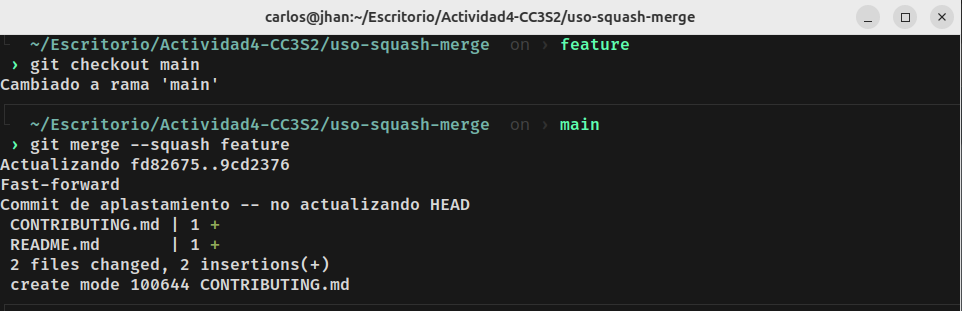 carlos@jhan:~/Escritorio/Actividad4-CC3S2/uso-squash-merge
~/Escritorio/Actividad4-CC3S2/uso-squash-merge on › feature
› git checkout main
Cambiado a rama 'main'
~/Escritorio/Actividad4-CC3S2/uso-squash-merge on › main
› git merge --squash feature
Actualizando fd82675..9cd2376
Fast-forward
Commit de aplastamiento -- no actualizando HEAD
 CONTRIBUTING.md | 1 +
 README.md       | 1 +
 2 files changed, 2 insertions(+)
 create mode 100644 CONTRIBUTING.md